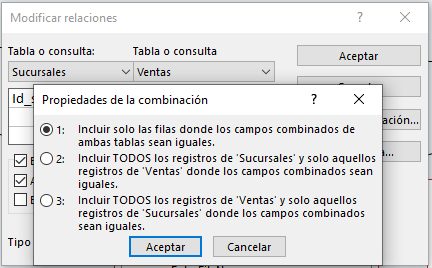 Modificar relaciones
? ×
Tabla o consulta: Tabla o consulta
Aceptar
Sucursales Ventas
Propiedades de la combinación ? ×
1: Incluir solo las filas donde los campos combinados de
ambas tablas sean iguales.
2: Incluir TODOS los registros de 'Sucursales' y solo aquellos
registros de 'Ventas' donde los campos combinados sean
iguales.
3: Incluir TODOS los registros de 'Ventas' y solo aquellos
registros de 'Sucursales' donde los campos combinados
sean iguales.
Tipo
Aceptar Cancelar